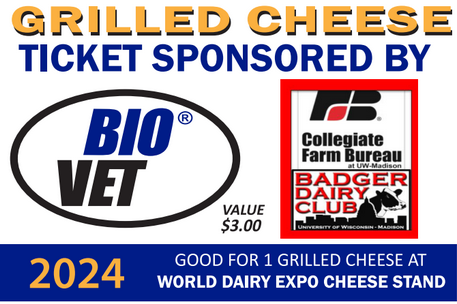 GRILLED CHEESE
TICKET SPONSORED BY
BIO®
VET
VALUE
$3.00
FB
Collegiate
Farm Bureau
at UW-Madison
BADGER
DAIRY
CLUB
UNIVERSITY OF WISCONSIN - MADISON
2024
GOOD FOR 1 GRILLED CHEESE AT
WORLD DAIRY EXPO CHEESE STAND